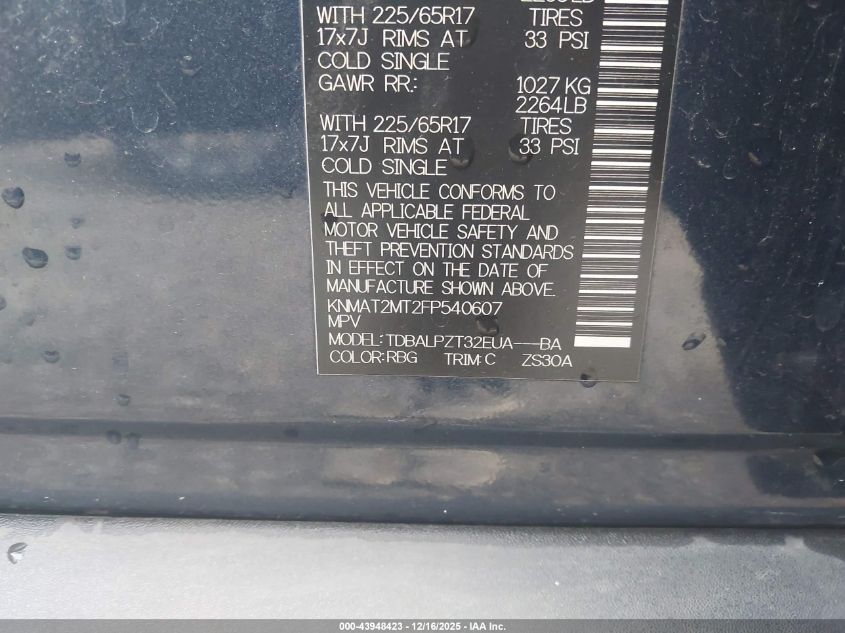 WITH 225/65R17 TIRES
17x7J RIMS AT 33 PSI
COLD SINGLE
GAWR RR: 1027 KG
2264LB
WITH 225/65R17 TIRES
17x7J RIMS AT 33 PSI
COLD SINGLE
THIS VEHICLE CONFORMS TO
ALL APPLICABLE FEDERAL
MOTOR VEHICLE SAFETY AND
THEFT PREVENTION STANDARDS
IN EFFECT ON THE DATE OF
MANUFACTURE SHOWN ABOVE.
KNMAT2MT2FP540607
MPV
MODEL: TDBALPZT32EUA---BA
COLOR:RBG TRIM:C ZS30A
000-43948423 - 12/16/2025 - IAA Inc.